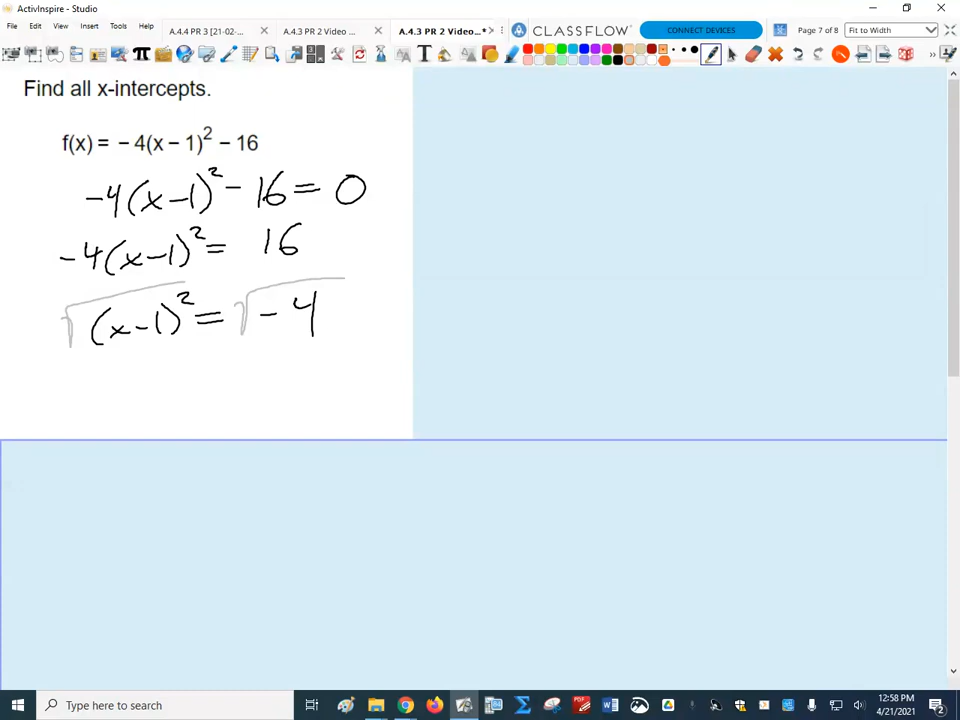 ActivInspire - Studio
File Edit View Insert Tools Help
A.4.4 PR 3 [21-02-... A.4.3 PR 2 Video ... A.4.3 PR 2 Video...*
CLASSFLOW CONNECT DEVICES Page 7 of 8 Fit to Width
Find all x-intercepts.
f(x) = − 4(x − 1)² − 16
-4(x-1)² - 16 = 0
-4(x-1)² = 16
√(x-1)² = √-4
Type here to search
12:58 PM
4/21/2021
2